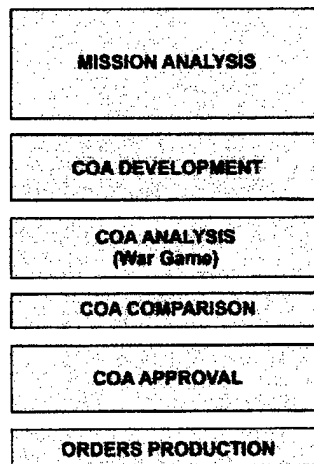 MISSION ANALYSIS
COA DEVELOPMENT
COA ANALYSIS
(War Game)
COA COMPARISON
COA APPROVAL
ORDERS PRODUCTION